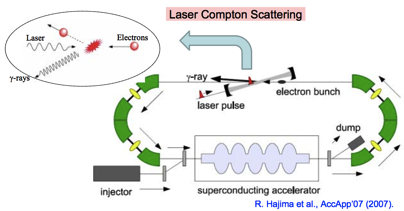 Laser Compton Scattering
Laser
Electrons
γ-rays
γ-ray
laser pulse
electron bunch
dump
injector
superconducting accelerator
R. Hajima et al., AccApp'07 (2007).